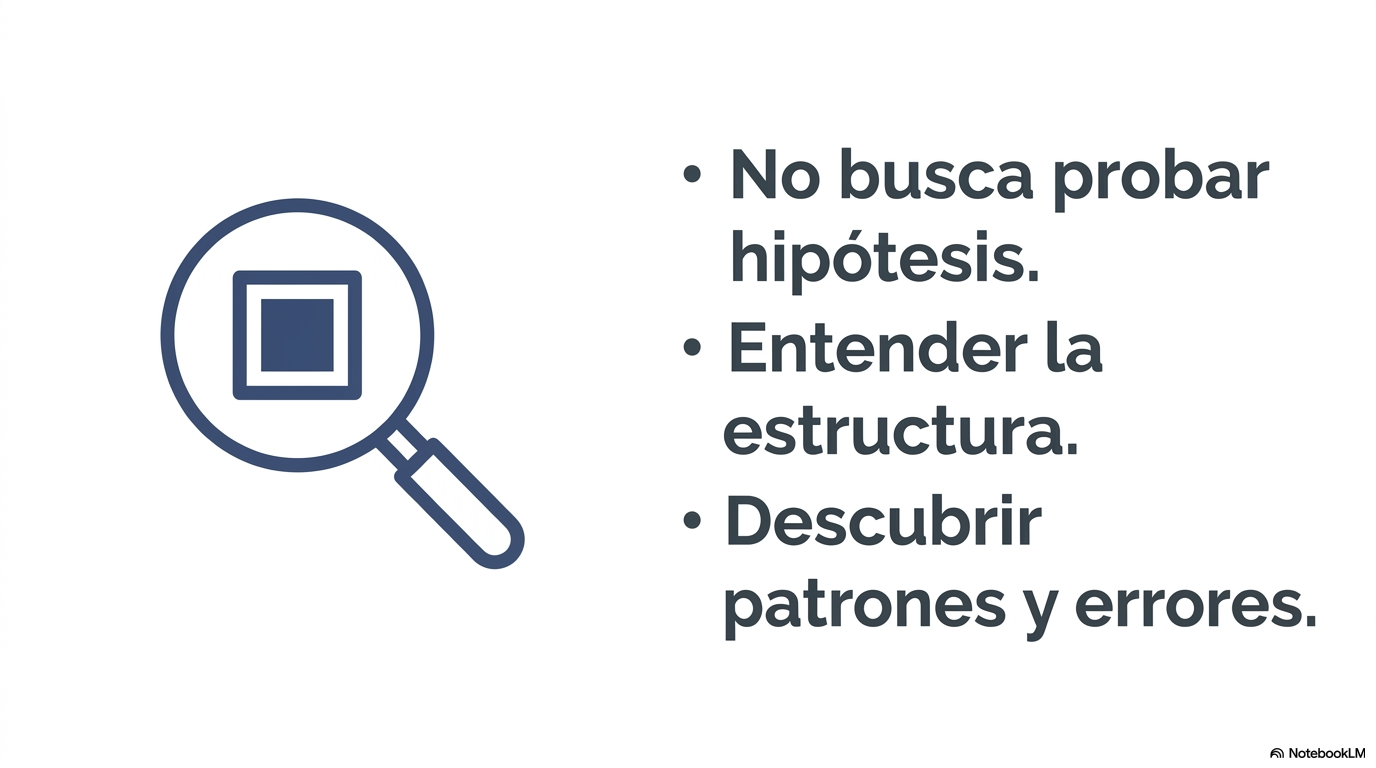 • No busca probar
hipótesis.
• Entender la
estructura.
• Descubrir
patrones y errores.
NotebookLM